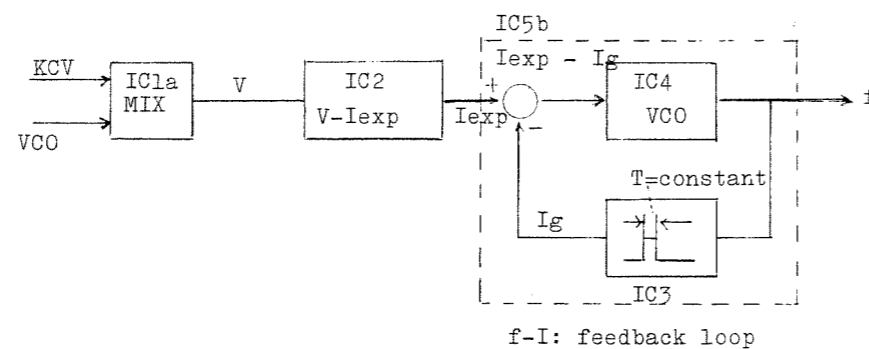 IC5b
Iexp - Ig
KCV
IC1a
MIX
V
IC2
V-Iexp
+
Iexp
-
IC4
VCO
f
VCO
T=constant
Ig
IC3
f-I: feedback loop